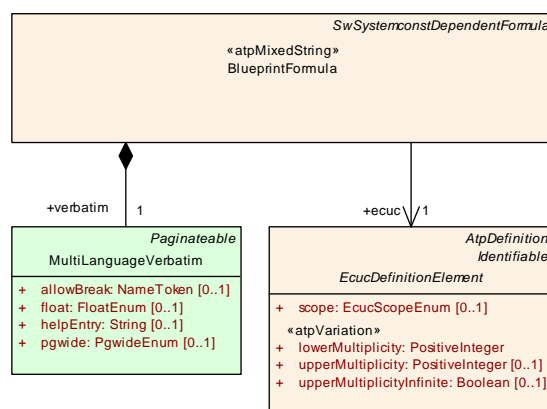 SwSystemconstDependentFormula
«atpMixedString»
BlueprintFormula
+verbatim 1
+ecuc 1
Paginateable
MultiLanguageVerbatim
+ allowBreak: NameToken [0..1]
+ float: FloatEnum [0..1]
+ helpEntry: String [0..1]
+ pgwide: PgwideEnum [0..1]
AtpDefinition
Identifiable
EcucDefinitionElement
+ scope: EcucScopeEnum [0..1]
«atpVariation»
+ lowerMultiplicity: PositiveInteger
+ upperMultiplicity: PositiveInteger [0..1]
+ upperMultiplicityInfinite: Boolean [0..1]